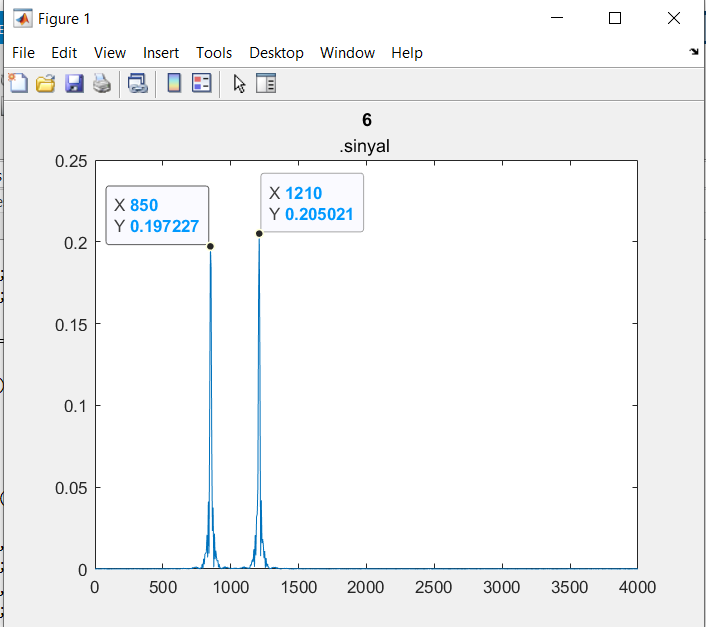 Figure 1
File Edit View Insert Tools Desktop Window Help
6
.sinyal
0.25
X 850
Y 0.197227
X 1210
Y 0.205021
0.2
0.15
0.1
0.05
0
0 500 1000 1500 2000 2500 3000 3500 4000